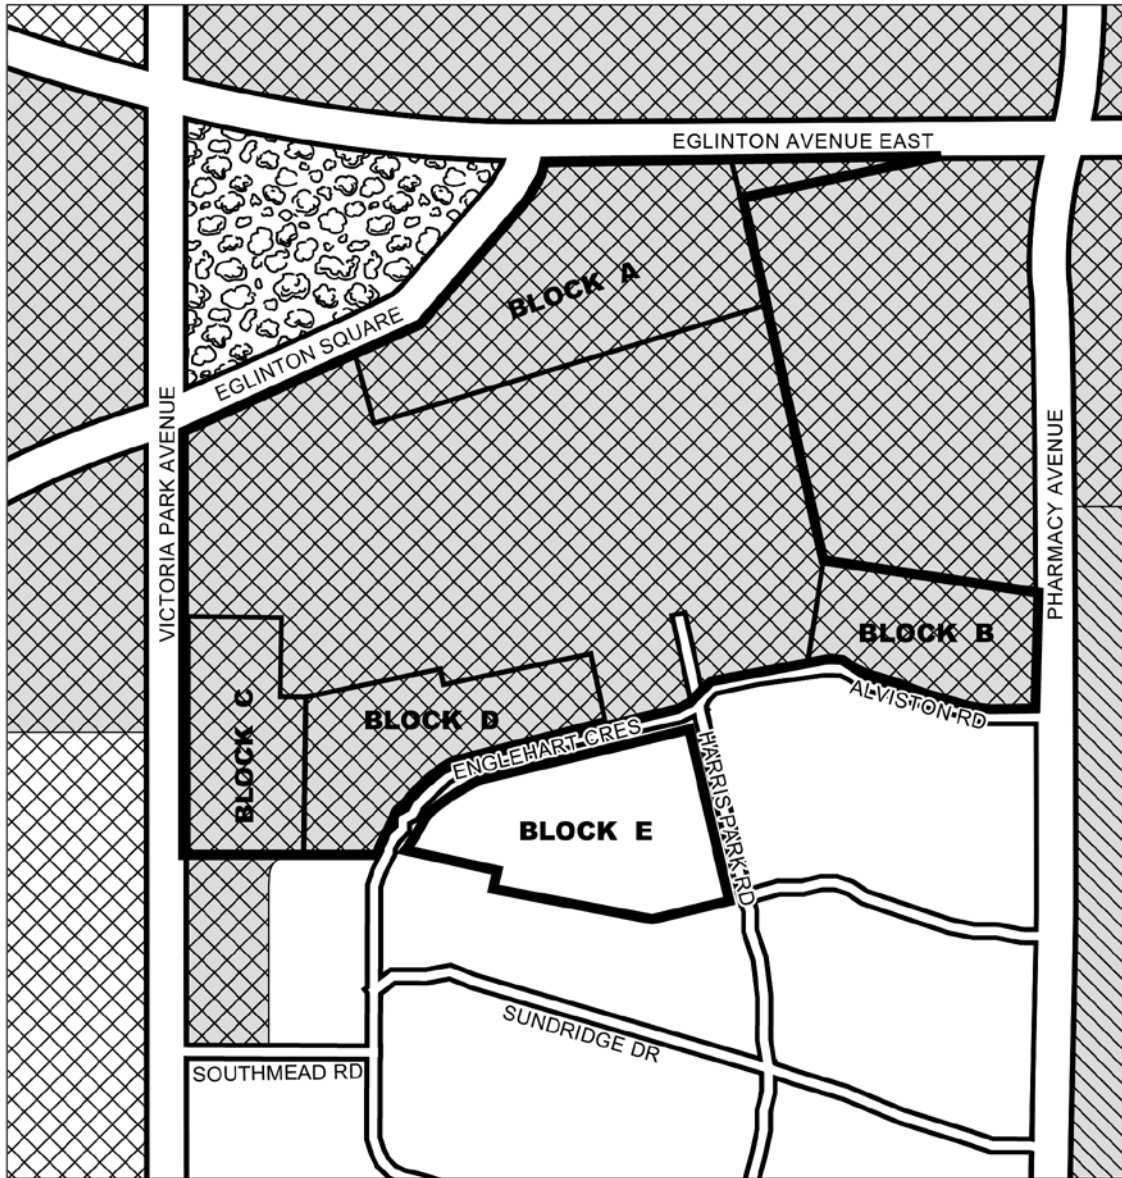 EGLINTON AVENUE EAST
BLOCK A
EGLINTON SQUARE
VICTORIA PARK AVENUE
PHARMACY AVENUE
BLOCK B
ALVISTON RD
BLOCK C
BLOCK D
ENGLEHART CRES
HARRIS PARK RD
BLOCK E
SUNDRIDGE DR
SOUTHMEAD RD